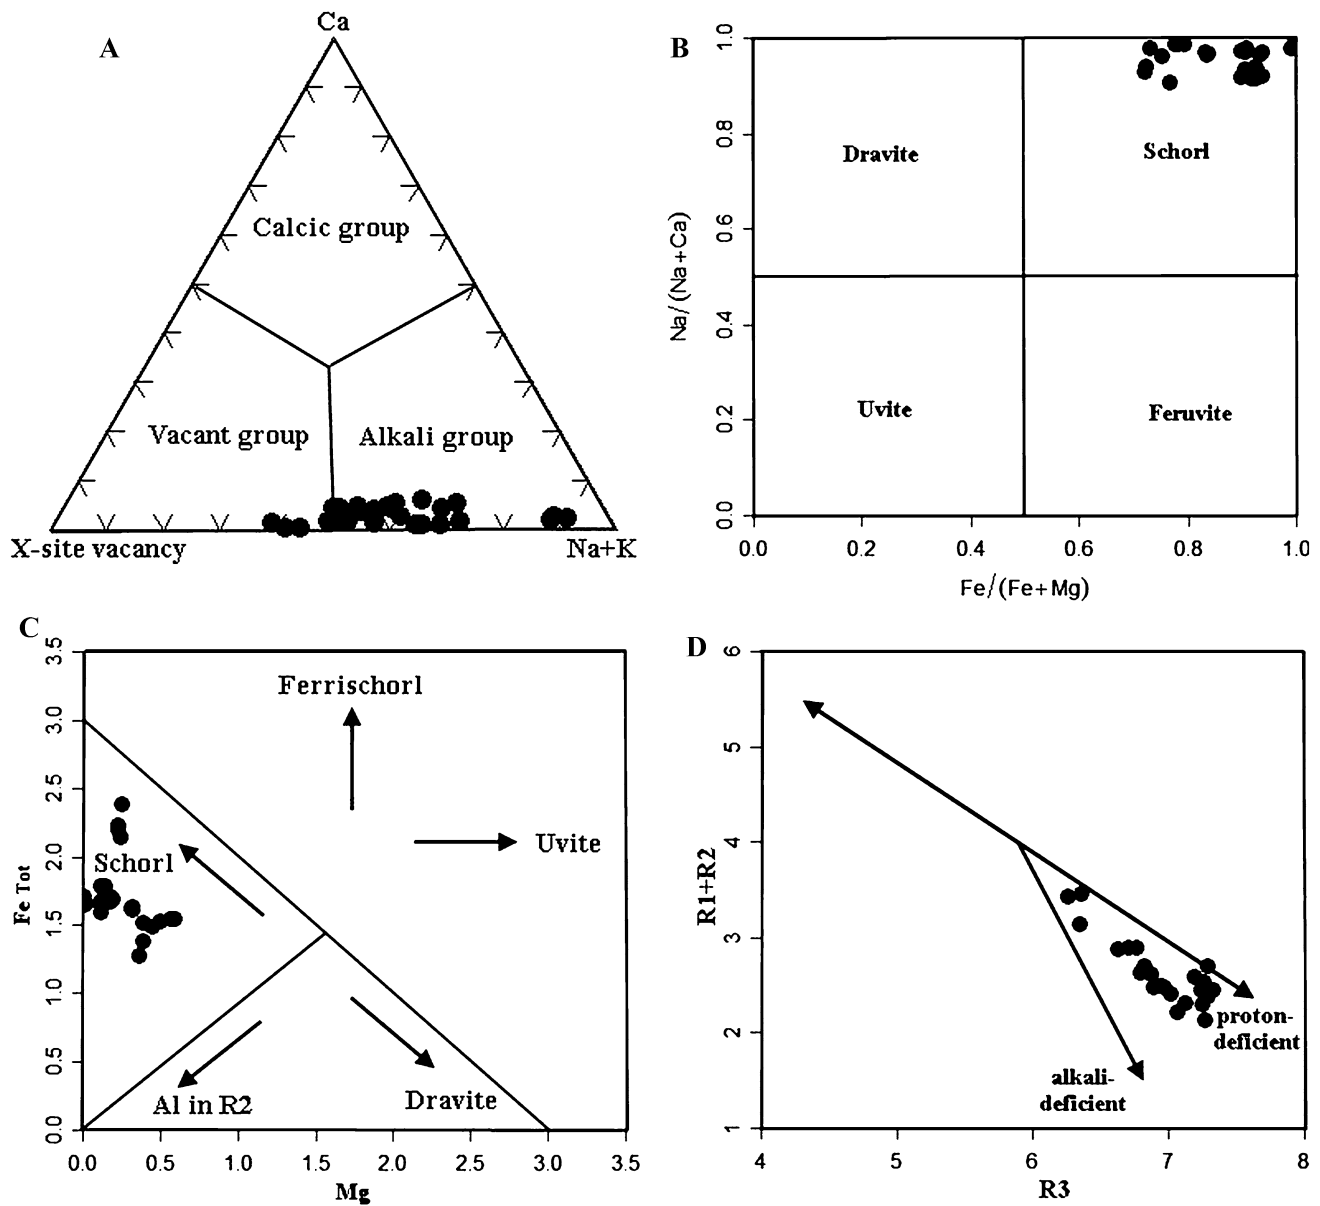 A
Ca
Calcic group
Vacant group
Alkali group
X-site vacancy
Na+K
B
1.0
0.8
0.6
0.4
0.2
0.0
Na/(Na+Ca)
Dravite
Schorl
Uvite
Feruvite
0.0 0.2 0.4 0.6 0.8 1.0
Fe/(Fe+Mg)
C
3.5
3.0
2.5
2.0
1.5
1.0
0.5
0.0
Fe Tot
Ferrischorl
Uvite
Schorl
Al in R2
Dravite
0.0 0.5 1.0 1.5 2.0 2.5 3.0 3.5
Mg
D
6
5
4
3
2
1
R1+R2
proton-
deficient
alkali-
deficient
4 5 6 7 8
R3